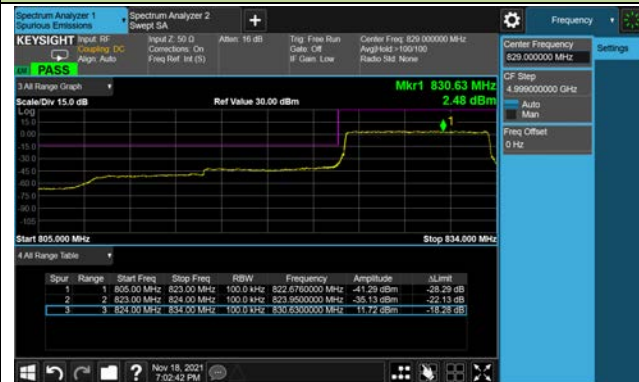 Spectrum Analyzer 1
Spurious Emissions
Spectrum Analyzer 2
Swept SA
+
Frequency
KEYSIGHT
Input: RF
Coupling: DC
Align: Auto
Input Z: 50 Ω
Corrections: On
Freq Ref: Int (S)
Atten: 16 dB
Trig: Free Run
Gate: Off
IF Gain: Low
Center Freq: 829.000000 MHz
Avg|Hold:>100/100
Radio Std: None
PASS
Center Frequency
829.000000 MHz
Settings
CF Step
4.999000000 GHz
Auto
Man
Freq Offset
0 Hz
3 All Range Graph
Mkr1 830.63 MHz
2.48 dBm
Scale/Div 15.0 dB
Ref Value 30.00 dBm
Log
15.0
0.00
-15.0
-30.0
-45.0
-60.0
-75.0
-90.0
-105
1
Start 805.000 MHz
Stop 834.000 MHz
4 All Range Table
Spur Range Start Freq Stop Freq RBW Frequency Amplitude ΔLimit
1 1 805.00 MHz 823.00 MHz 100.0 kHz 822.6760000 MHz -41.29 dBm -28.29 dB
2 2 823.00 MHz 824.00 MHz 100.0 kHz 823.9500000 MHz -35.13 dBm -22.13 dB
3 3 824.00 MHz 834.00 MHz 100.0 kHz 830.6300000 MHz 11.72 dBm -18.28 dB
?
Nov 18, 2021
7:02:42 PM